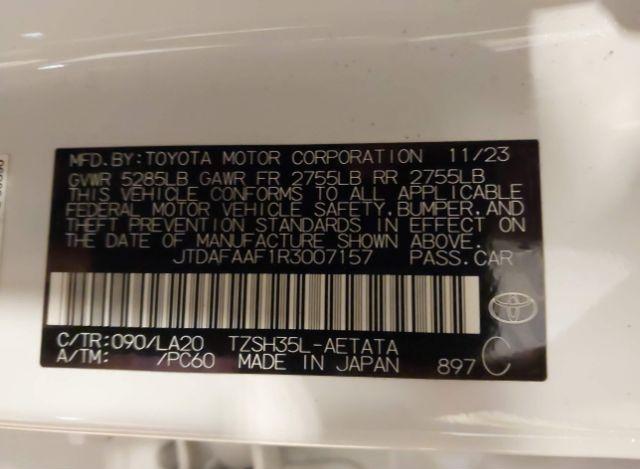 MFD.BY:TOYOTA MOTOR CORPORATION 11/23
GVWR 5285LB GAWR FR 2755LB RR 2755LB
THIS VEHICLE CONFORMS TO ALL APPLICABLE
FEDERAL MOTOR VEHICLE SAFETY,BUMPER,AND
THEFT PREVENTION STANDARDS IN EFFECT ON
THE DATE OF MANUFACTURE SHOWN ABOVE.
JTDAFAAF1R3007157 PASS.CAR
C/TR:090/LA20 TZSH35L-AETATA
A/TM: /PC60 MADE IN JAPAN 897 C